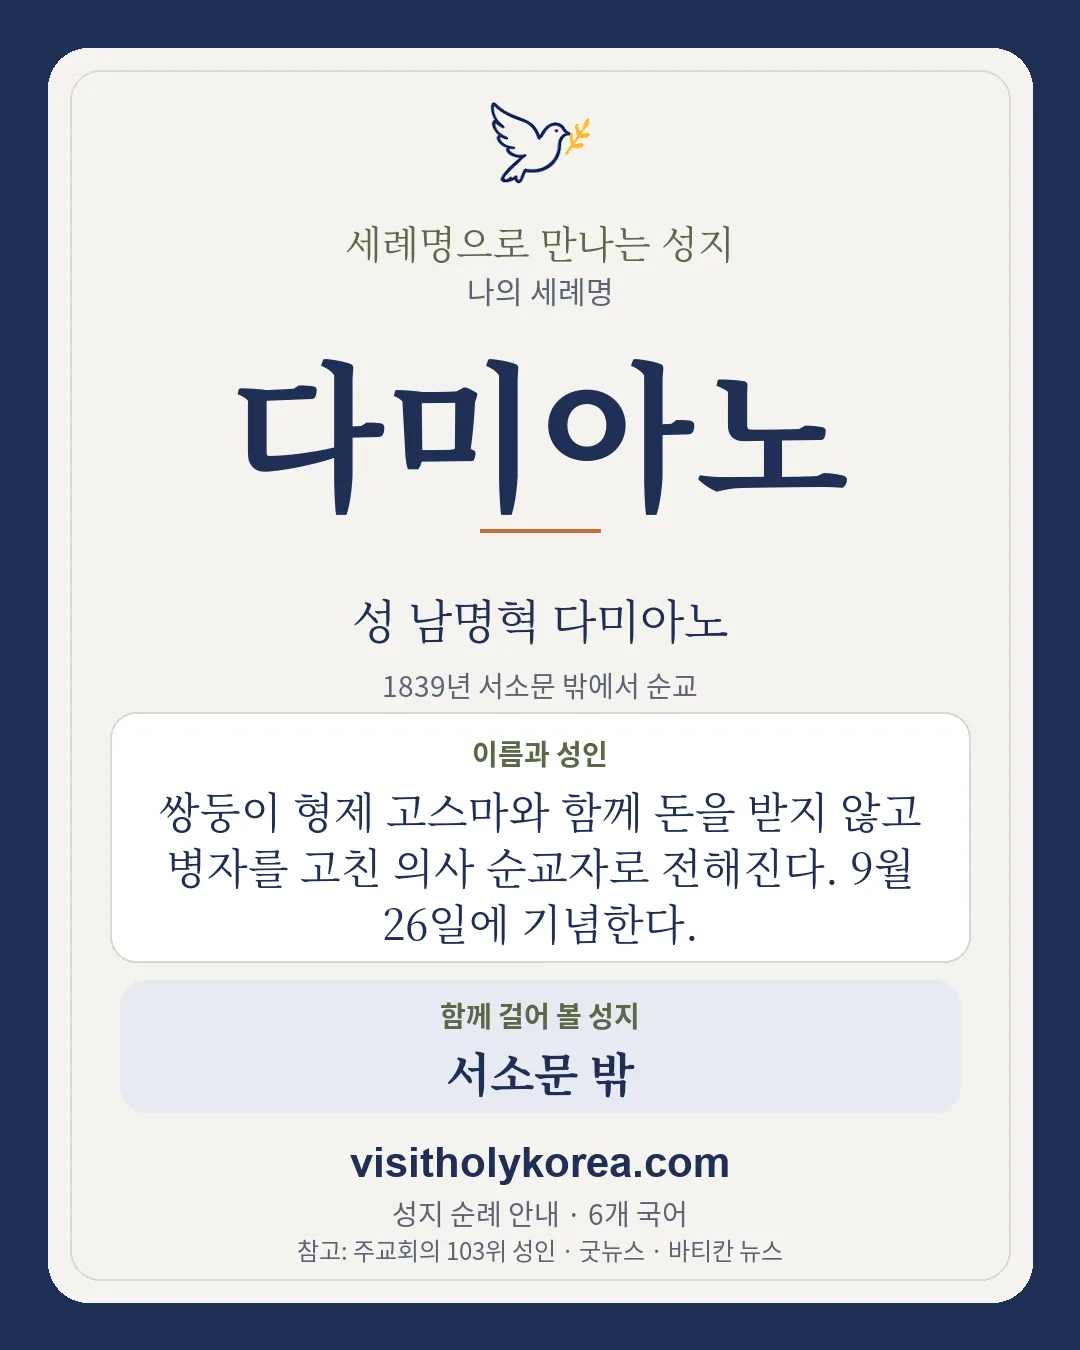 세례명으로 만나는 성지
나의 세례명
다미아노
성 남명혁 다미아노
1839년 서소문 밖에서 순교
이름과 성인
쌍둥이 형제 고스마와 함께 돈을 받지 않고
병자를 고친 의사 순교자로 전해진다. 9월
26일에 기념한다.
함께 걸어 볼 성지
서소문 밖
visitholykorea.com
성지 순례 안내 · 6개 국어
참고: 주교회의 103위 성인 · 굿뉴스 · 바티칸 뉴스